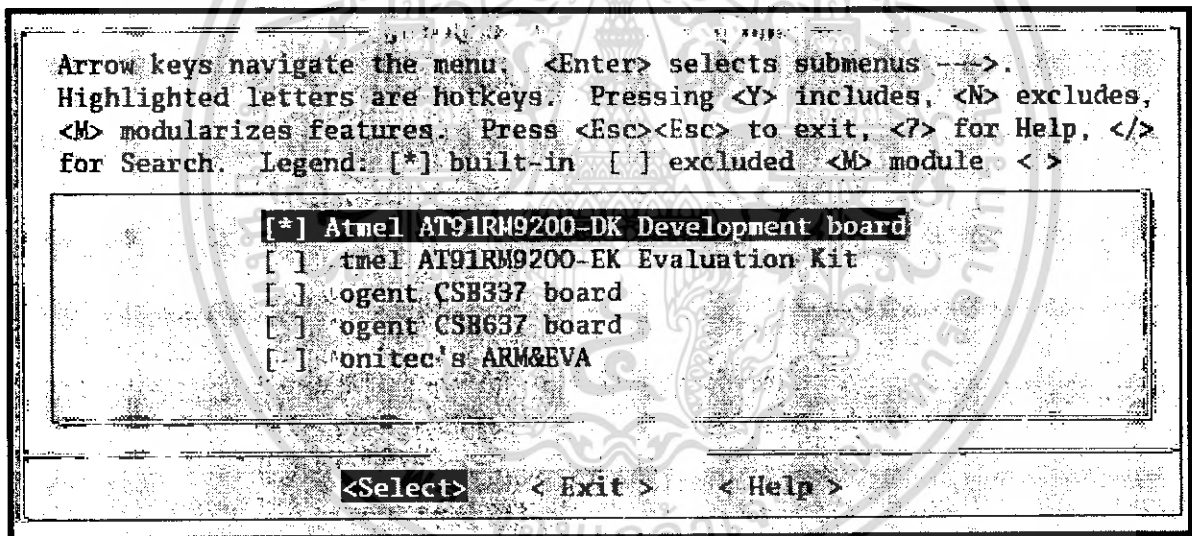 Arrow keys navigate the menu. <Enter> selects submenus --->.
Highlighted letters are hotkeys. Pressing <Y> includes, <N> excludes,
<M> modularizes features. Press <Esc><Esc> to exit, <?> for Help, </>
for Search. Legend: [*] built-in [ ] excluded <M> module < >
[*] Atmel AT91RM9200-DK Development board
[ ] tmel AT91RM9200-EK Evaluation Kit
[ ] ogent CSB337 board
[ ] ogent CSB637 board
[ ] onitec's ARM&EVA
<Select> < Exit > < Help >